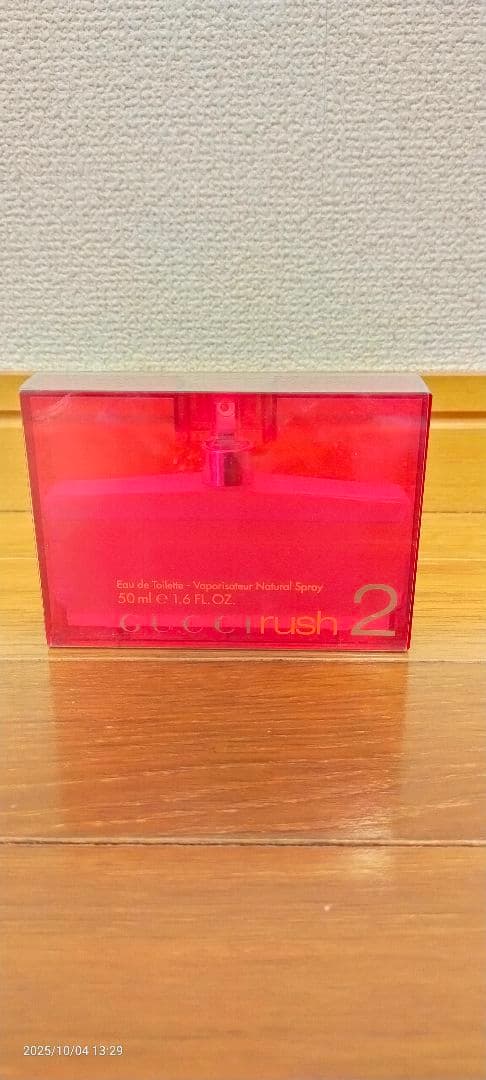 Eau de Toilette - Vaporisateur Natural Spray
50 ml ℮ 1.6 FL.OZ.
GUCCI rush 2
2025/10/04 13:29